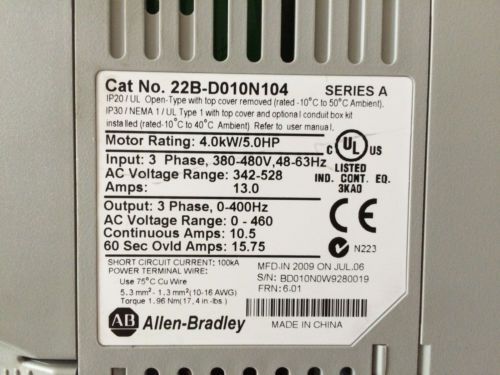 Cat No. 22B-D010N104 SERIES A
IP20 / UL Open-Type with top cover removed (rated -10°C to 50°C Ambient).
IP30 / NEMA 1 / UL Type 1 with top cover and optional conduit box kit
installed (rated-10°C to 40°C Ambient). Refer to user manual.
Motor Rating: 4.0kW/5.0HP
Input: 3 Phase, 380-480V,48-63Hz
AC Voltage Range: 342-528
Amps: 13.0
C UL US
LISTED
IND. CONT. EQ.
3KA0
Output: 3 Phase, 0-400Hz
AC Voltage Range: 0 - 460
Continuous Amps: 10.5
60 Sec Ovld Amps: 15.75
N223
SHORT CIRCUIT CURRENT: 100kA
POWER TERMINAL WIRE:
Use 75°C Cu Wire
5.3 mm² - 1.3 mm²(10-16 AWG)
Torque 1.96 Nm(17,4 in-lbs.)
MFD.IN 2009 ON JUL.06
S/N: BD010N0W9280019
FRN: 6.01
AB Allen-Bradley
MADE IN CHINA